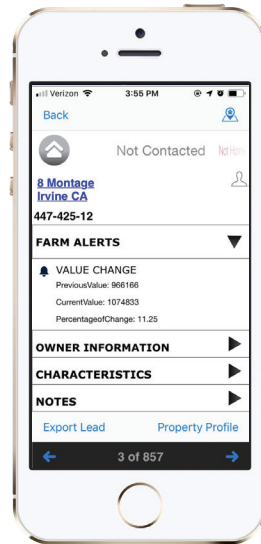 Verizon 3:55 PM
Back
Not Contacted Not Home
8 Montage
Irvine CA
447-425-12
FARM ALERTS
VALUE CHANGE
PreviousValue: 966166
CurrentValue: 1074833
PercentageofChange: 11.25
OWNER INFORMATION
CHARACTERISTICS
NOTES
Export Lead Property Profile
3 of 857